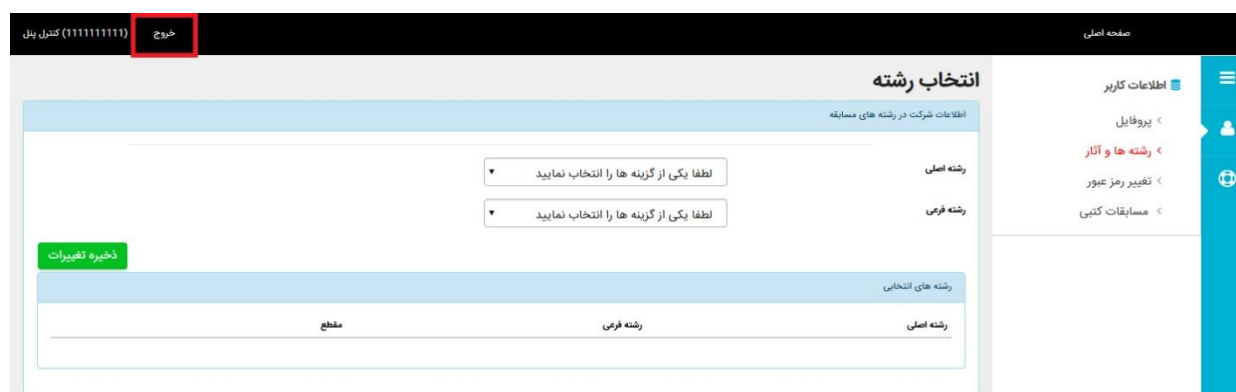 صفحه اصلی
خروج
(1111111111) کنترل پنل
اطلاعات کاربر
پروفایل
رشته ها و آثار
تغییر رمز عبور
مسابقات کتبی
انتخاب رشته
اطلاعات شرکت در رشته های مسابقه
رشته اصلی
لطفا یکی از گزینه ها را انتخاب نمایید
رشته فرعی
لطفا یکی از گزینه ها را انتخاب نمایید
ذخیره تغییرات
رشته های انتخابی
رشته اصلی رشته فرعی مقطع